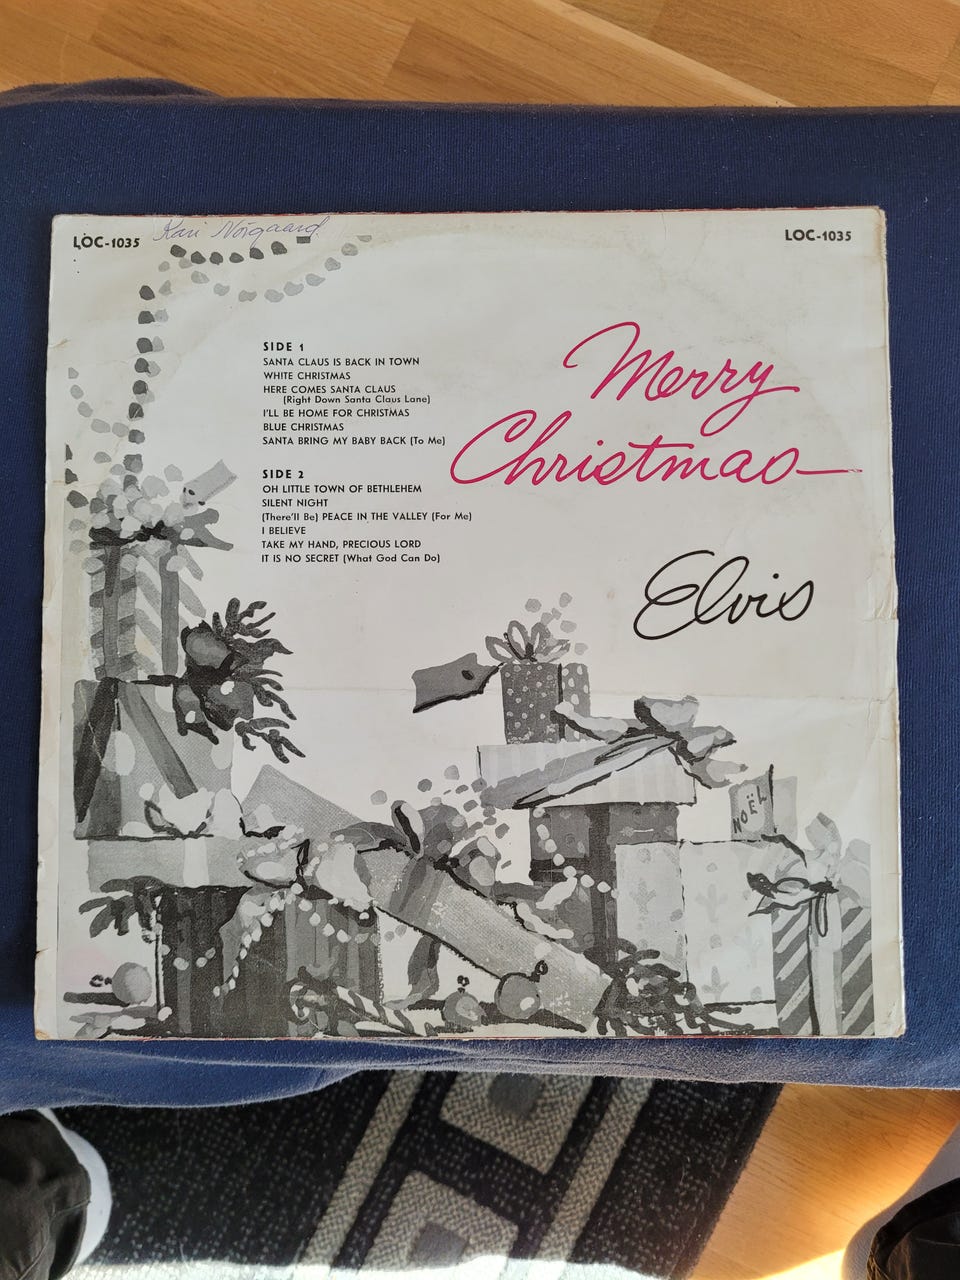 LOC-1035
Kari Norgaard
LOC-1035
SIDE 1
SANTA CLAUS IS BACK IN TOWN
WHITE CHRISTMAS
HERE COMES SANTA CLAUS
(Right Down Santa Claus Lane)
I'LL BE HOME FOR CHRISTMAS
BLUE CHRISTMAS
SANTA BRING MY BABY BACK (To Me)
SIDE 2
OH LITTLE TOWN OF BETHLEHEM
SILENT NIGHT
(There'll Be) PEACE IN THE VALLEY (For Me)
I BELIEVE
TAKE MY HAND, PRECIOUS LORD
IT IS NO SECRET (What God Can Do)
Merry
Christmas
Elvis
NOËL